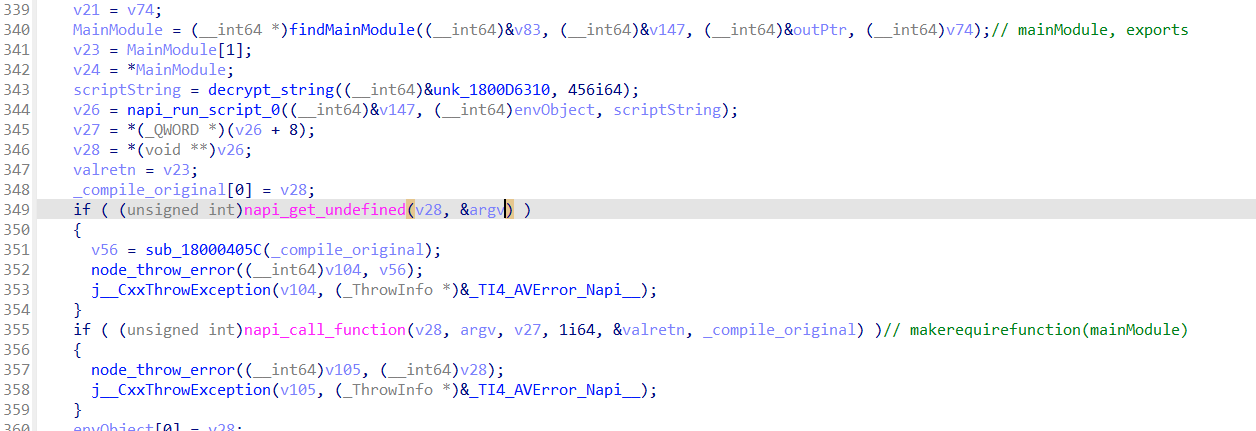 339 v21 = v74;
340 MainModule = (__int64 *)findMainModule((__int64)&v83, (__int64)&v147, (__int64)&outPtr, (__int64)v74);// mainModule, exports
341 v23 = MainModule[1];
342 v24 = *MainModule;
343 scriptString = decrypt_string((__int64)&unk_1800D6310, 456i64);
344 v26 = napi_run_script_0((__int64)&v147, (__int64)envObject, scriptString);
345 v27 = *(_QWORD *)(v26 + 8);
346 v28 = *(void **)v26;
347 valretn = v23;
348 _compile_original[0] = v28;
349 if ( (unsigned int)napi_get_undefined(v28, &argv) )
350 {
351 v56 = sub_18000405C(_compile_original);
352 node_throw_error((__int64)v104, v56);
353 j__CxxThrowException(v104, (_ThrowInfo *)&_TI4_AVError_Napi__);
354 }
355 if ( (unsigned int)napi_call_function(v28, argv, v27, 1i64, &valretn, _compile_original) )// makerequirefunction(mainModule)
356 {
357 node_throw_error((__int64)v105, (__int64)v28);
358 j__CxxThrowException(v105, (_ThrowInfo *)&_TI4_AVError_Napi__);
359 }
360 envObject[0] = v28;